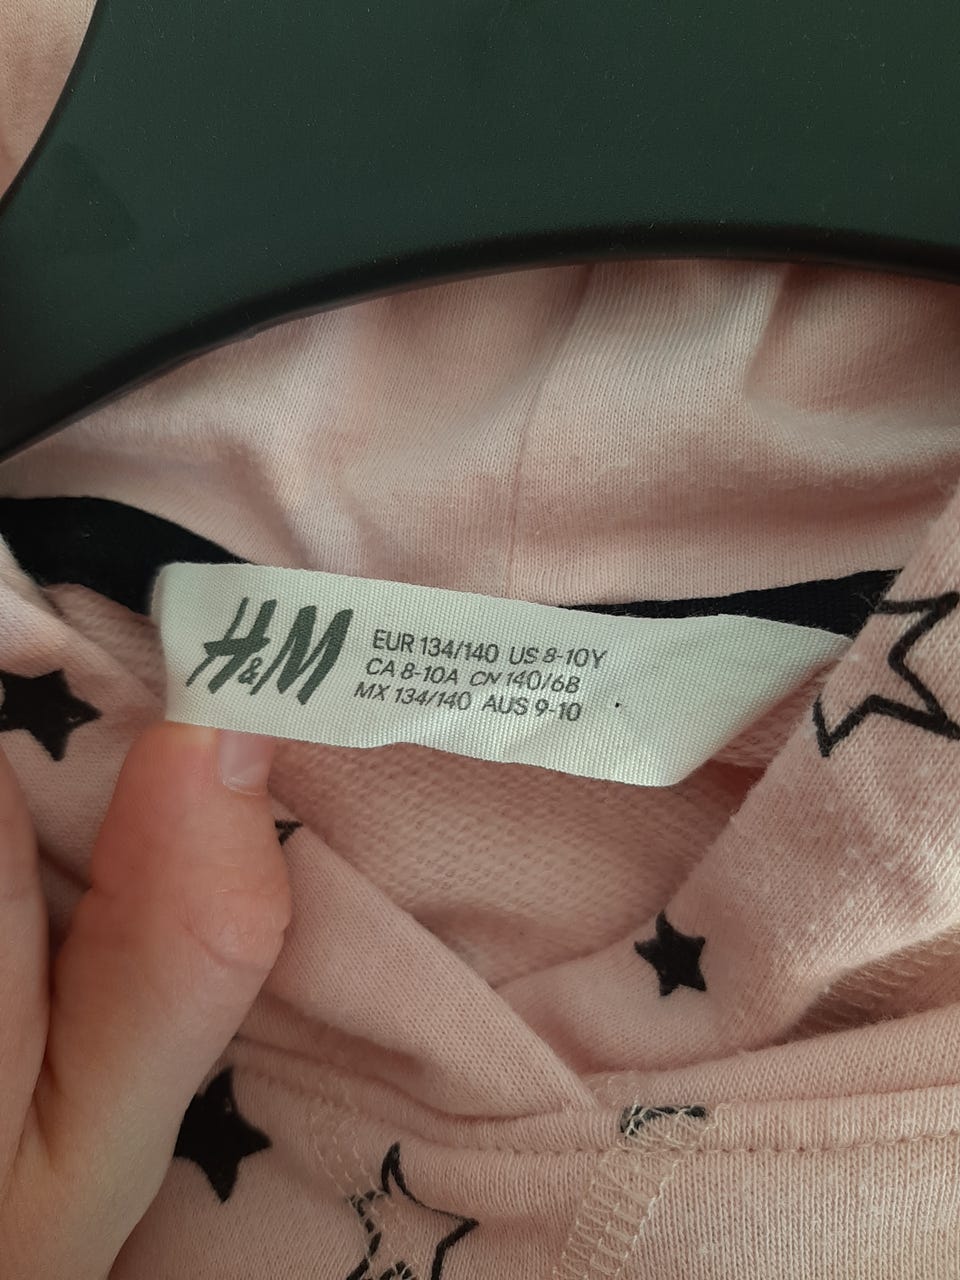 H&M
EUR 134/140 US 8-10Y
CA 8-10A CN 140/68
MX 134/140 AUS 9-10